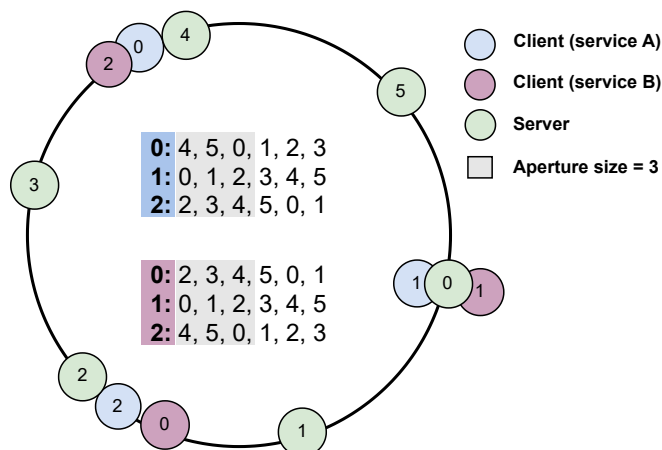 4
0
2
5
3
1
0
1
2
2
0
1
0: 4, 5, 0, 1, 2, 3
1: 0, 1, 2, 3, 4, 5
2: 2, 3, 4, 5, 0, 1
0: 2, 3, 4, 5, 0, 1
1: 0, 1, 2, 3, 4, 5
2: 4, 5, 0, 1, 2, 3
Client (service A)
Client (service B)
Server
Aperture size = 3